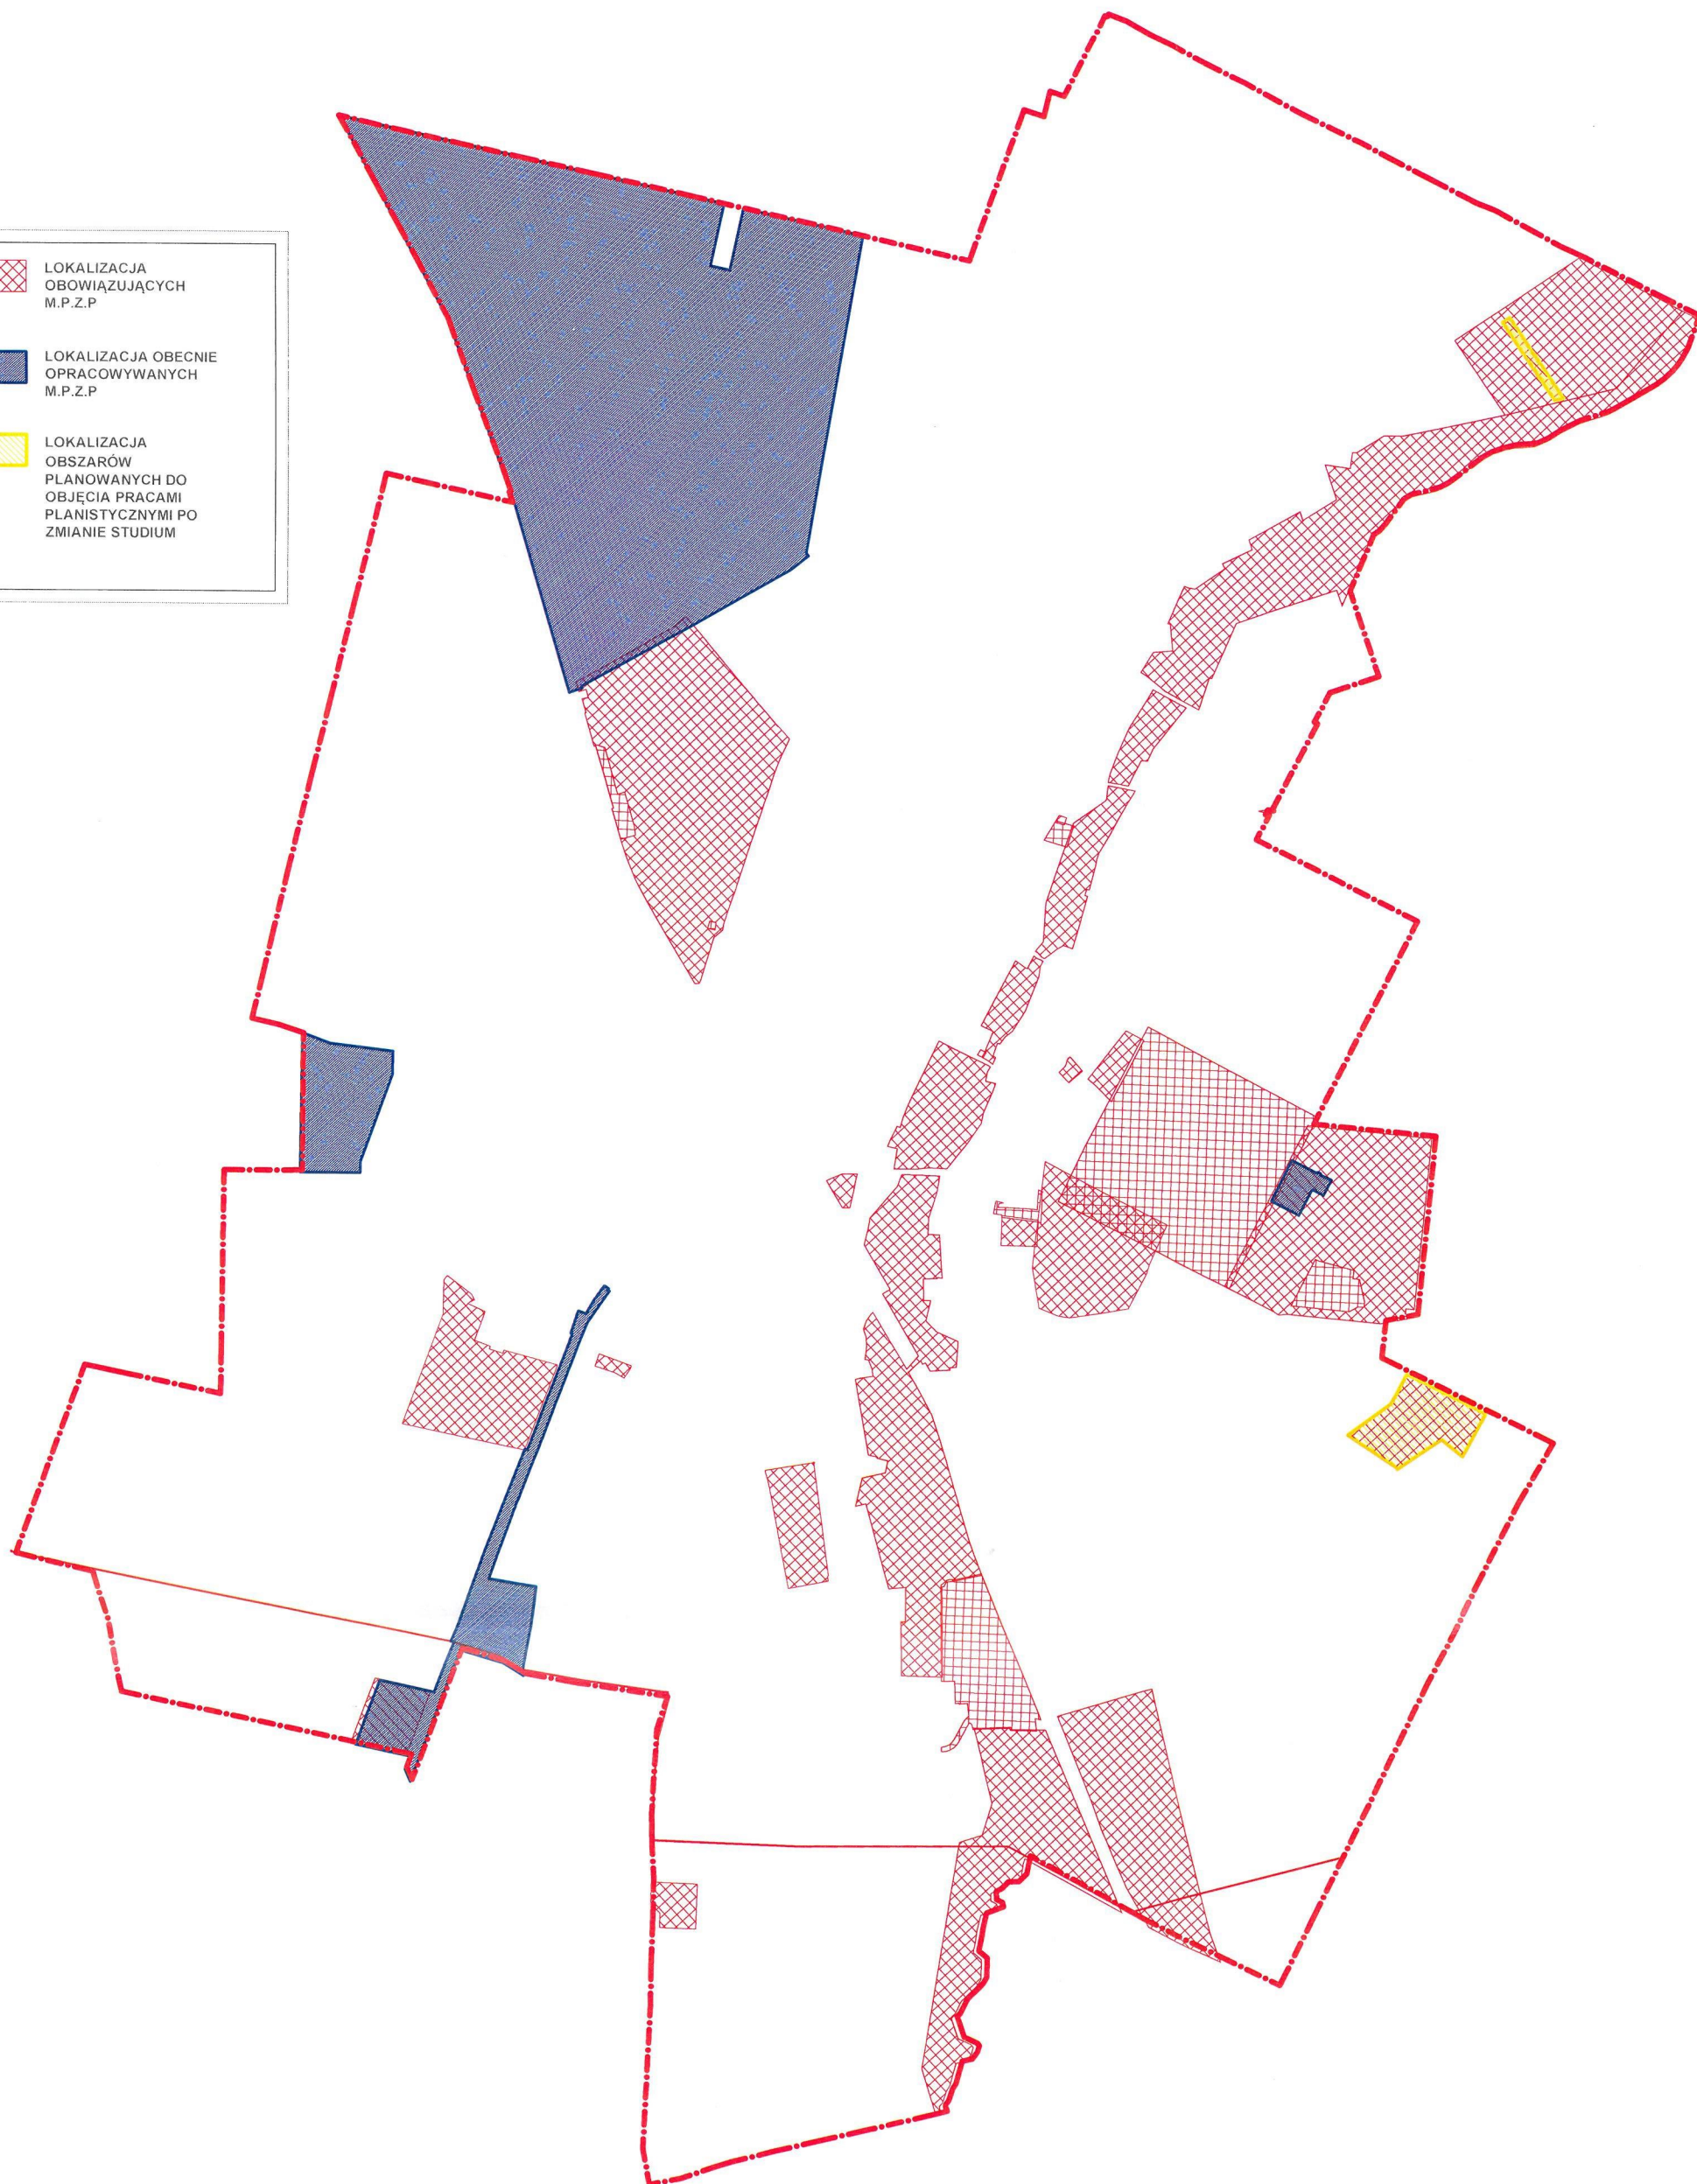 LOKALIZACJA
OBOWIĄZUJĄCYCH
M.P.Z.P
LOKALIZACJA OBECNIE
OPRACOWYWANYCH
M.P.Z.P
LOKALIZACJA
OBSZARÓW
PLANOWANYCH DO
OBJĘCIA PRACAMI
PLANISTYCZNYMI PO
ZMIANIE STUDIUM